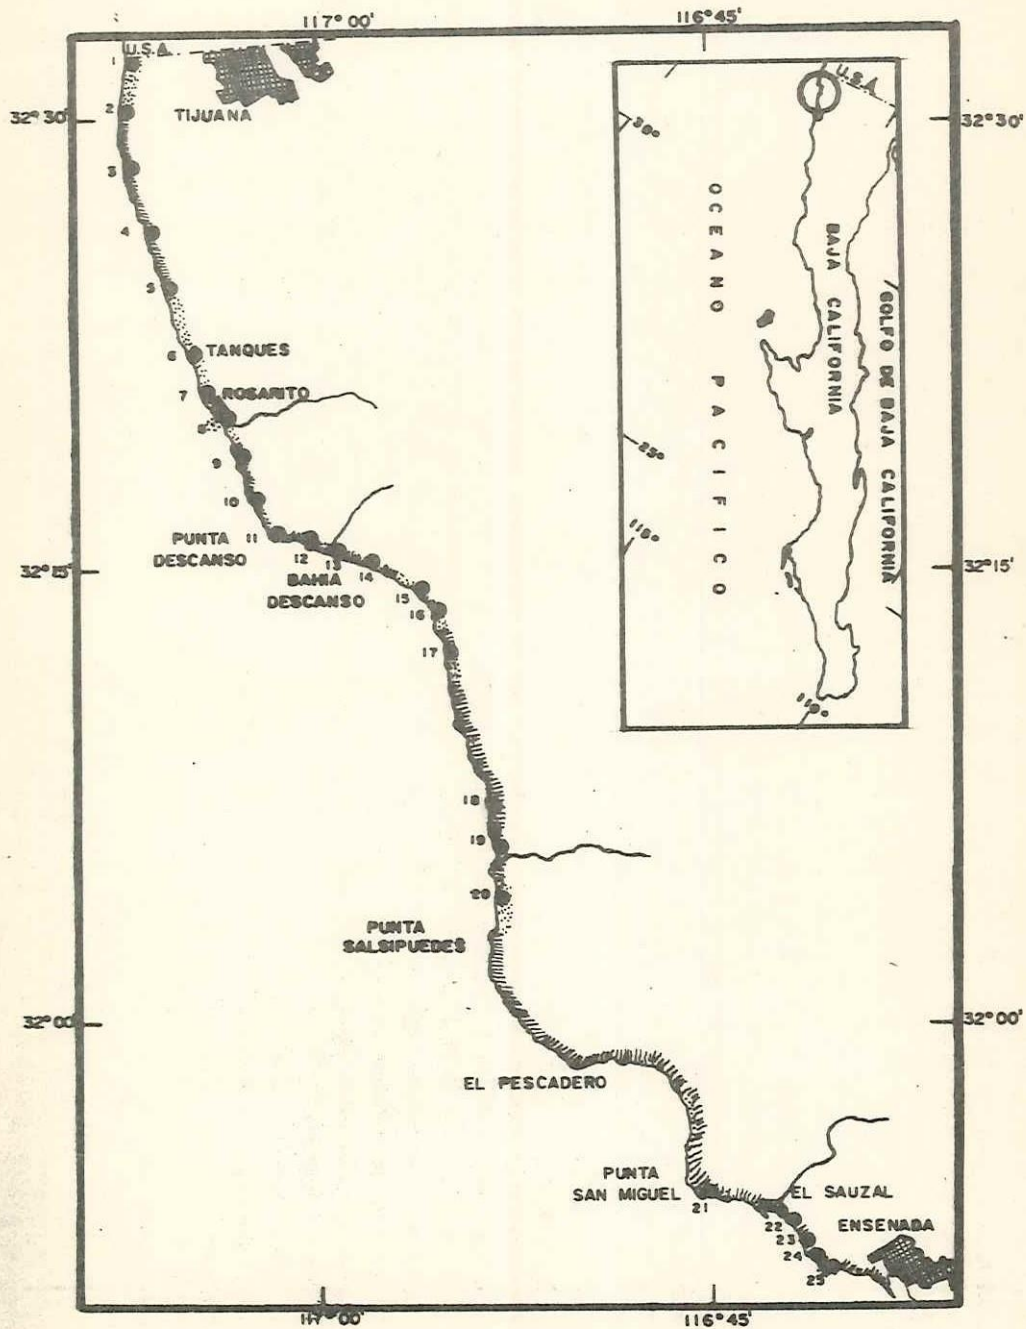 117° 00'
116° 45'
U.S.A.
1
TIJUANA
2
32° 30'
32° 30'
3
4
5
6
TANQUES
7
ROSARITO
8
9
10
11
PUNTA
DESCANSO
12
13
14
BAHIA
DESCANSO
15
16
32° 15'
32° 15'
17
18
19
20
PUNTA
SALSIPUEDES
32° 00'
32° 00'
EL PESCADERO
PUNTA
SAN MIGUEL
21
EL SAUZAL
22
ENSENADA
23
24
25
117° 00'
116° 45'
U.S.A.
30°
OCEANO PACIFICO
BAJA CALIFORNIA
GOLFO DE BAJA CALIFORNIA
25°
115°
110°